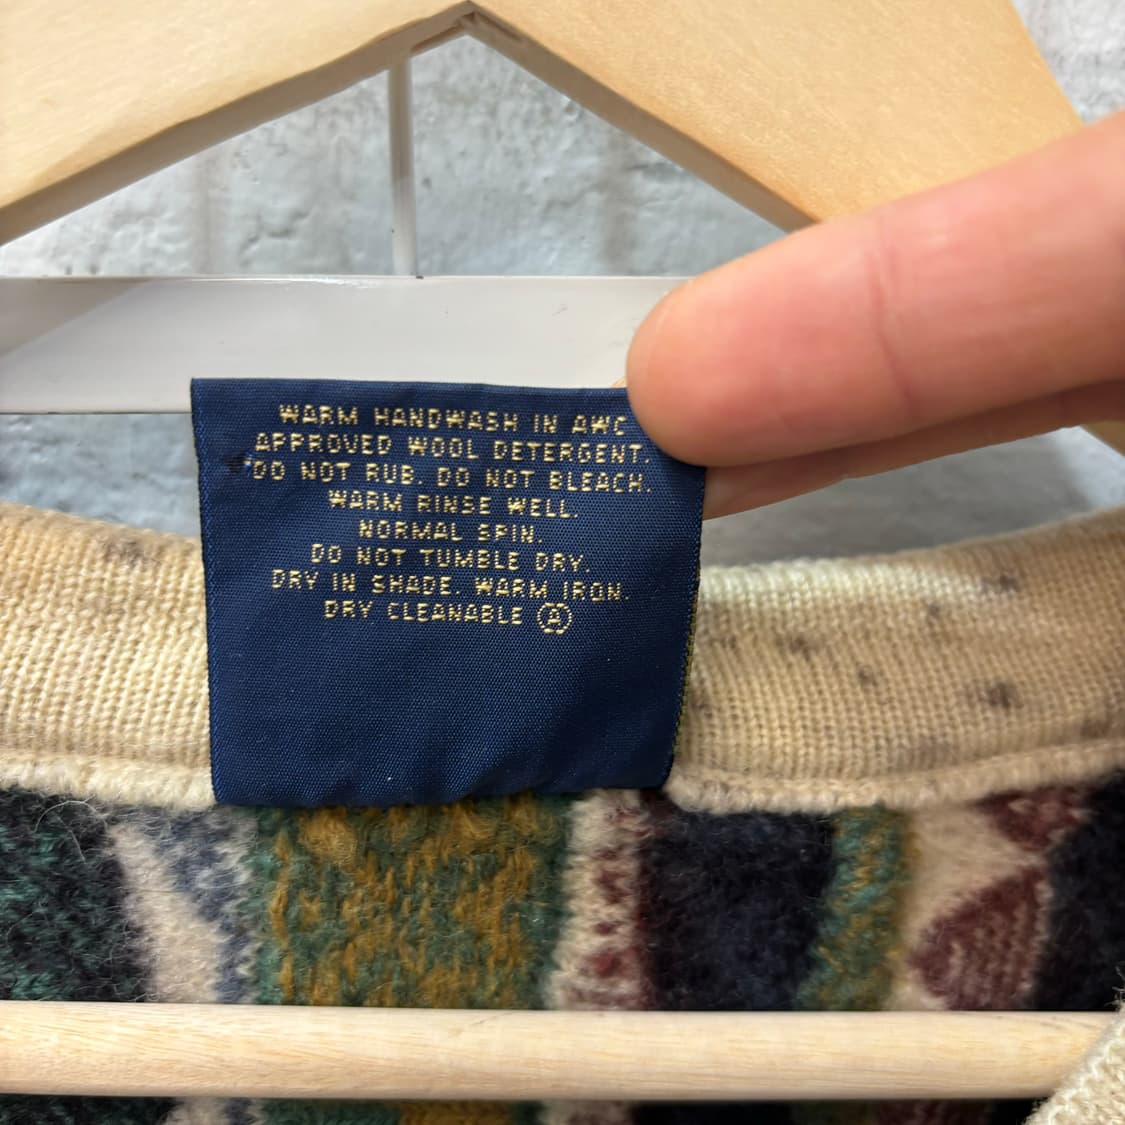 WARM HANDWASH IN AWC
APPROVED WOOL DETERGENT.
DO NOT RUB. DO NOT BLEACH.
WARM RINSE WELL.
NORMAL SPIN.
DO NOT TUMBLE DRY.
DRY IN SHADE. WARM IRON.
DRY CLEANABLE Ⓐ